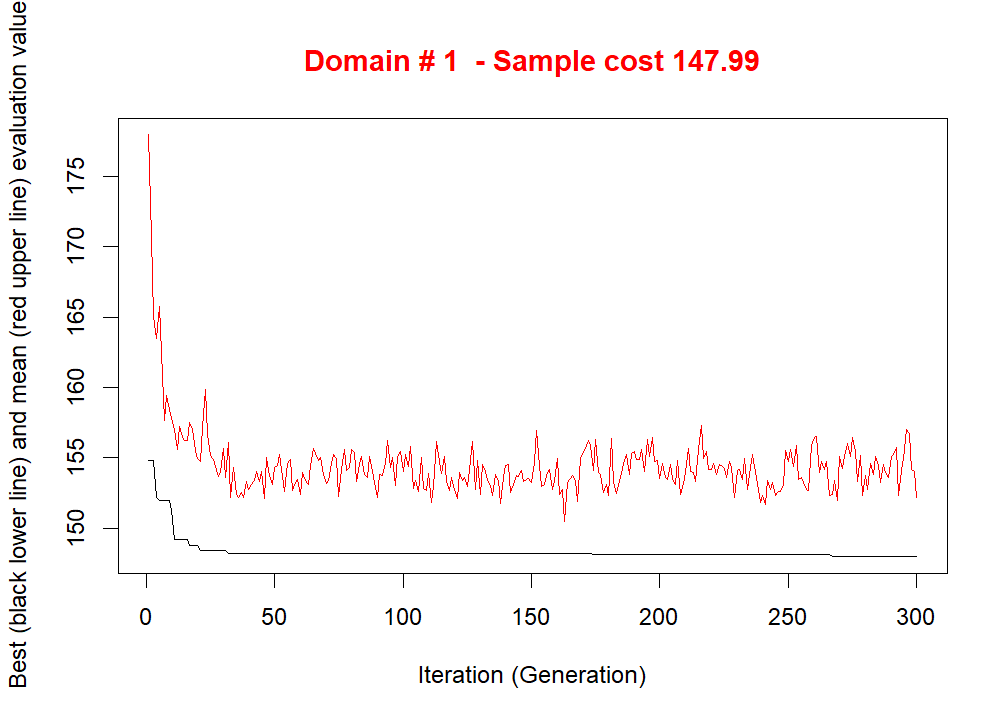 Domain # 1  - Sample cost 147.99
Best (black lower line) and mean (red upper line) evaluation value
175
170
165
160
155
150
0 50 100 150 200 250 300
Iteration (Generation)